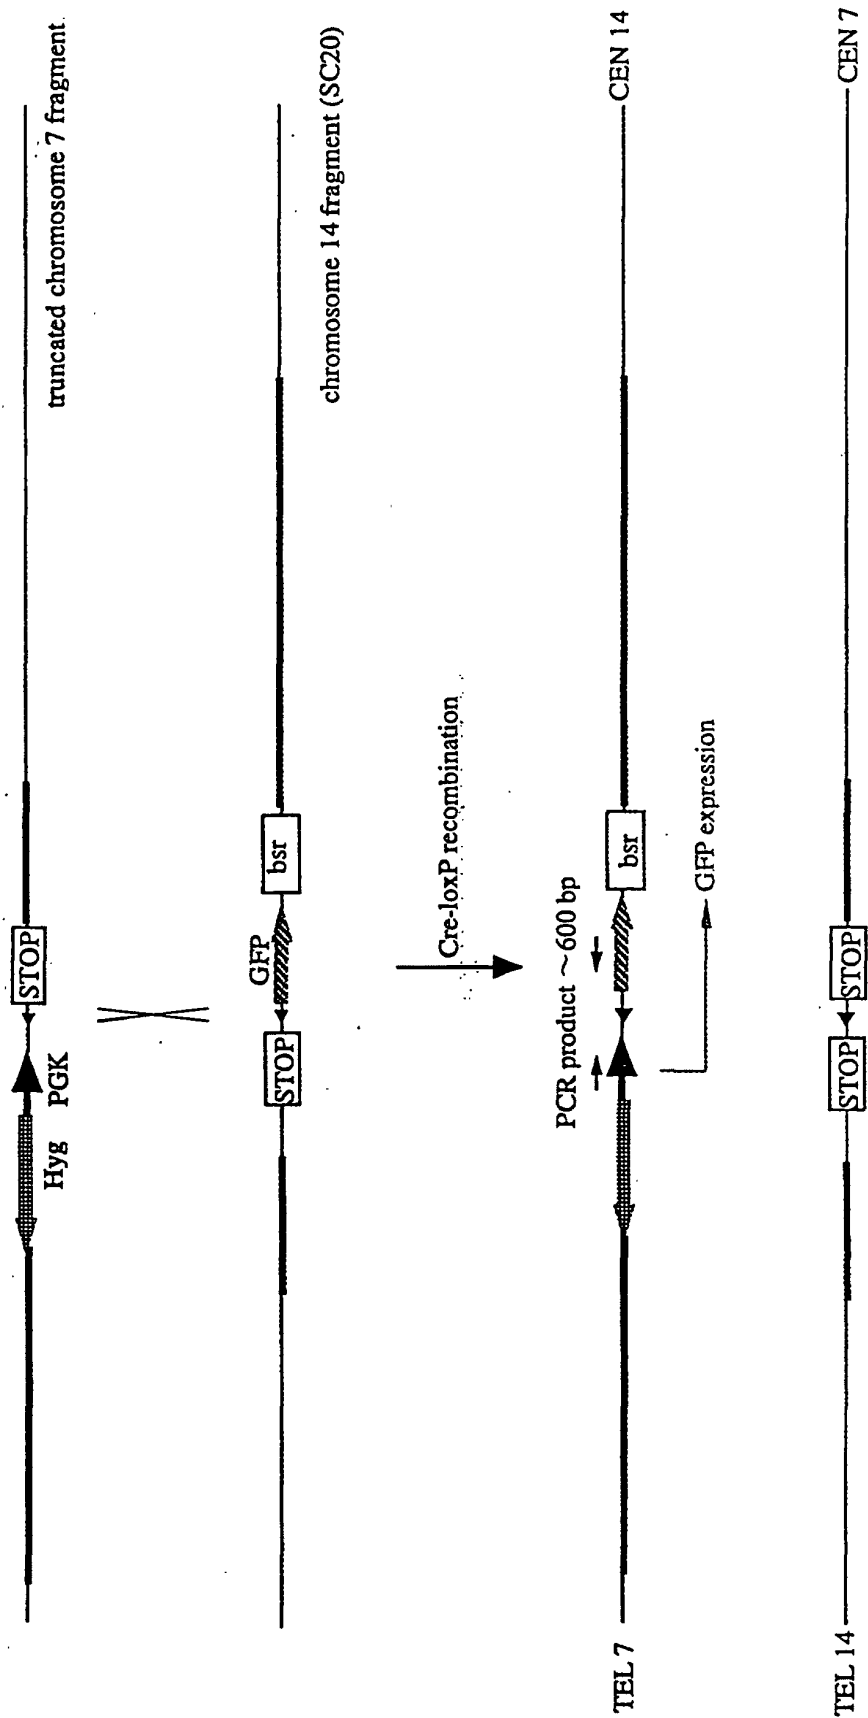 STOP
Hyg PGK
truncated chromosome 7 fragment
GFP
STOP
bsr
chromosome 14 fragment (SC20)
Cre-loxP recombination
PCR product ~ 600 bp
TEL 7
bsr
CEN 14
GFP expression
TEL 14
STOP
STOP
CEN 7